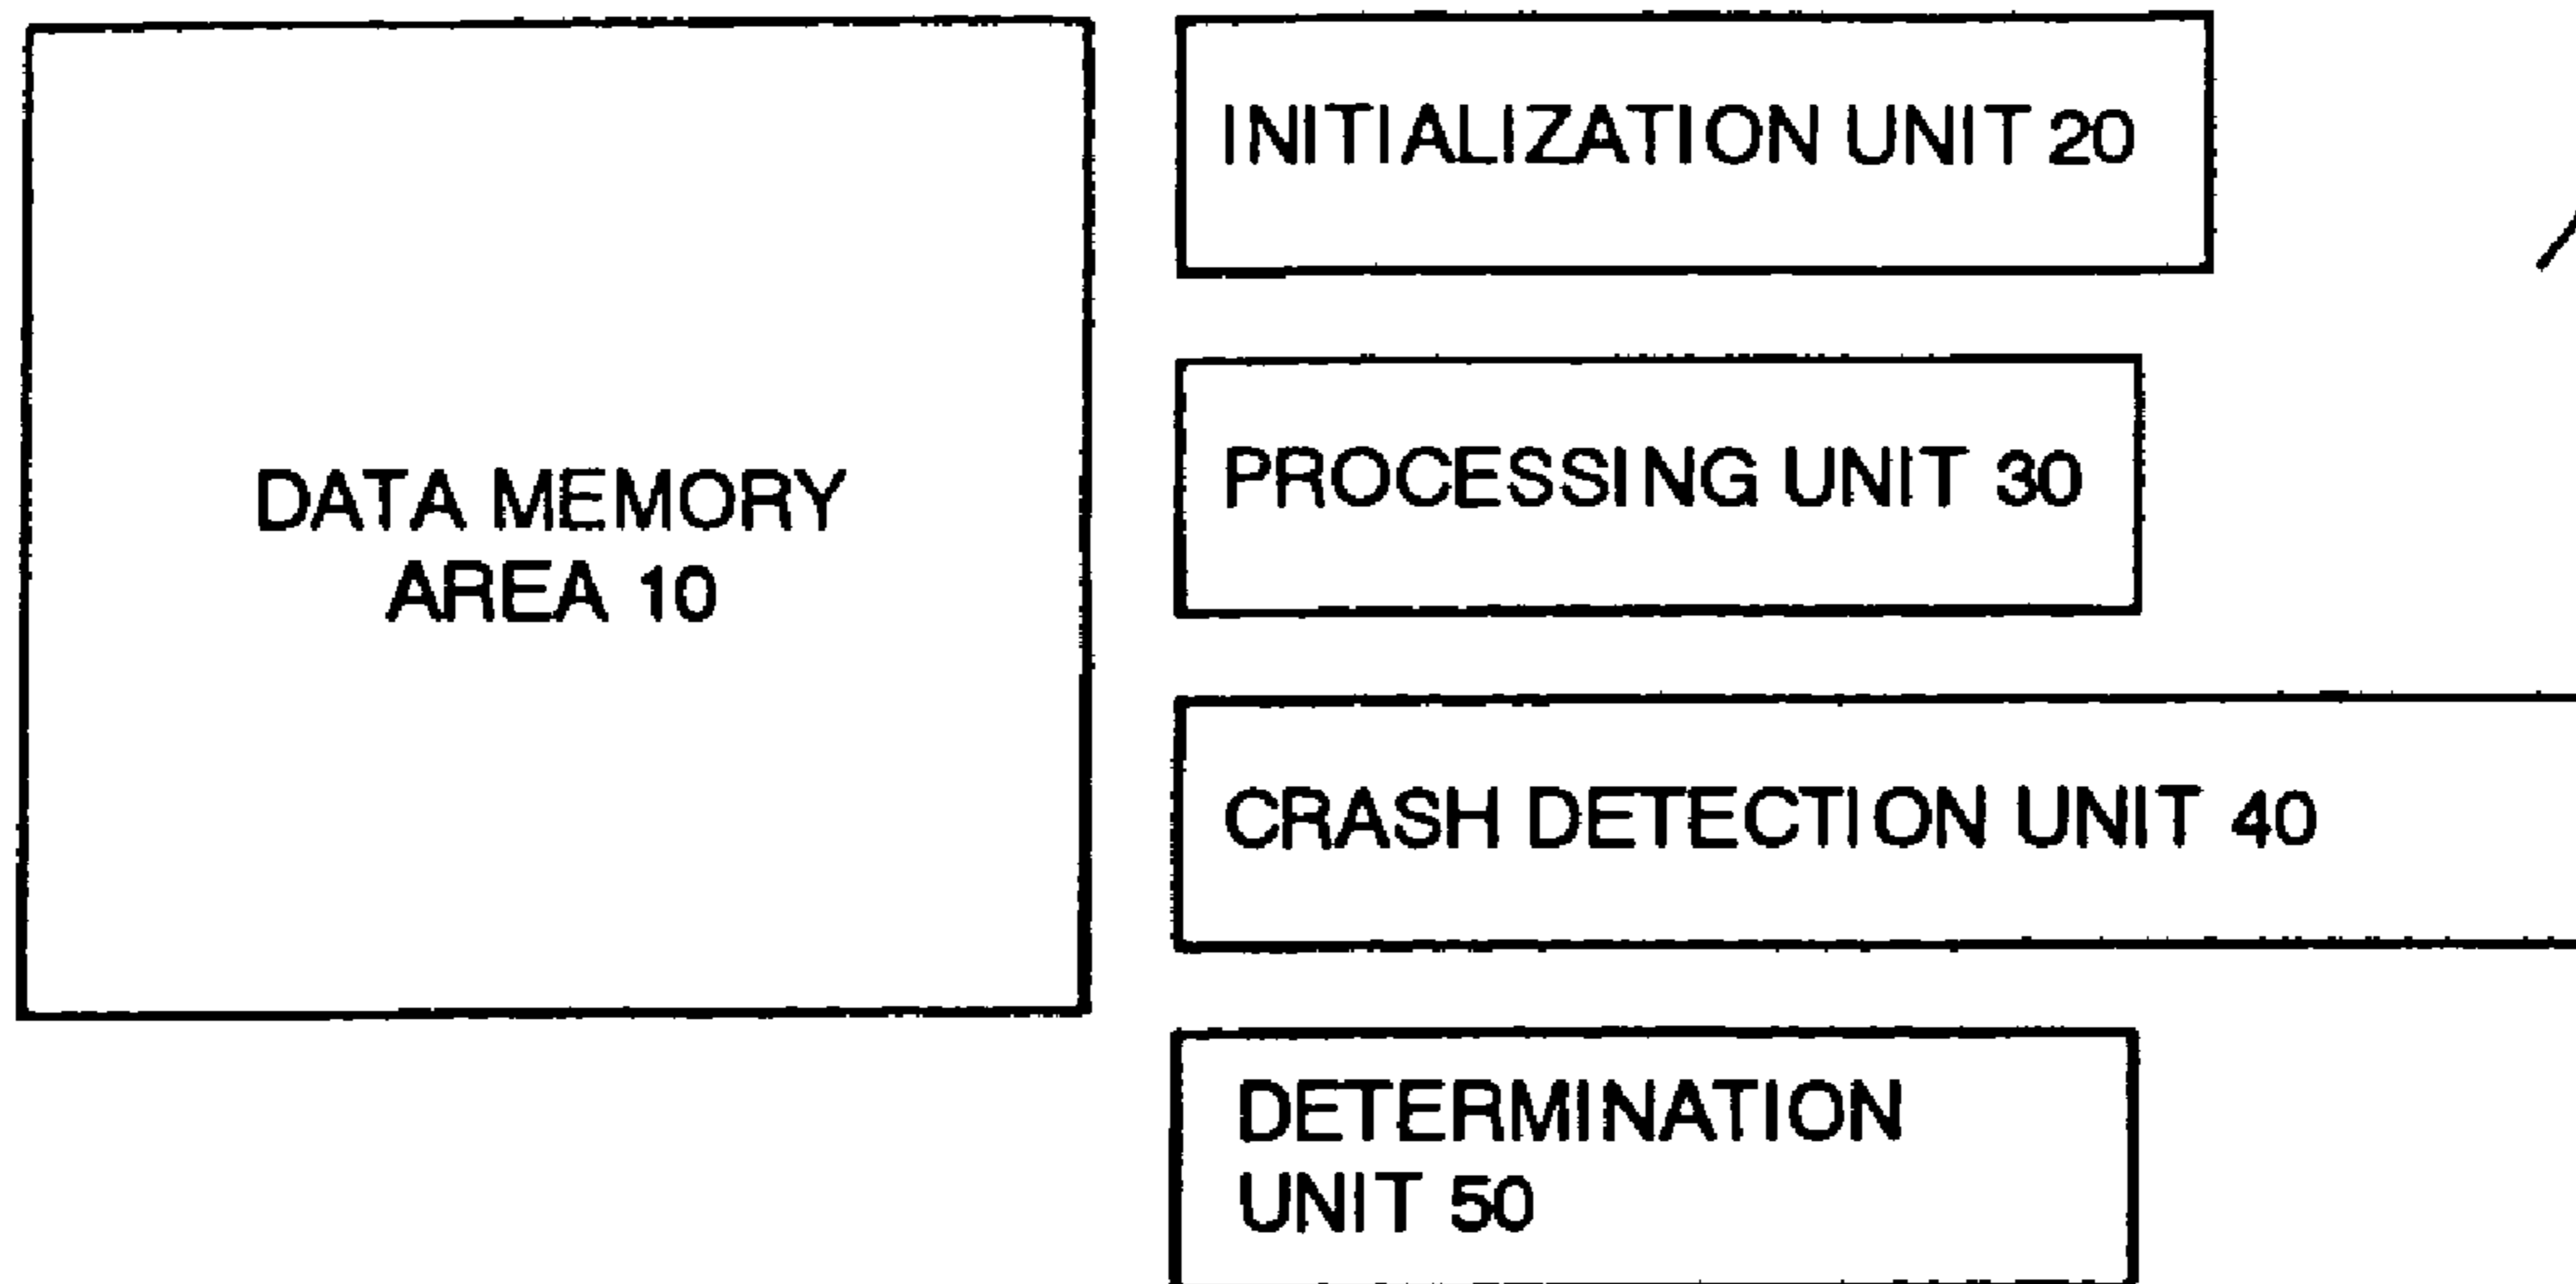 DATA MEMORY
AREA 10
INITIALIZATION UNIT 20
PROCESSING UNIT 30
CRASH DETECTION UNIT 40
DETERMINATION
UNIT 50